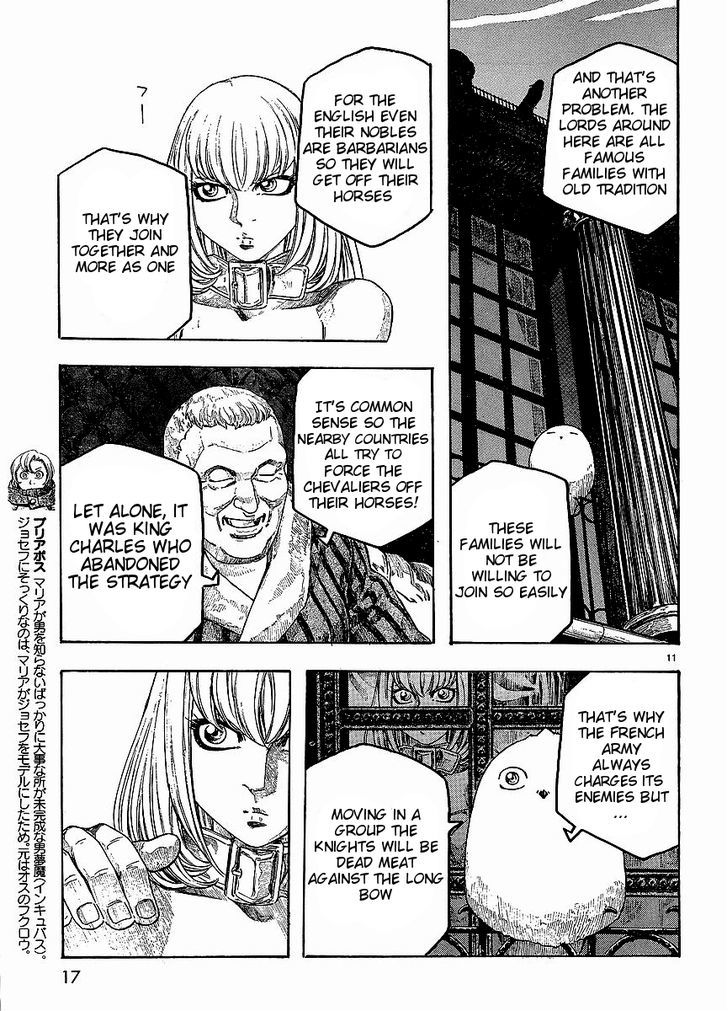 AND THAT'S
ANOTHER
PROBLEM. THE
LORDS AROUND
HERE ARE ALL
FAMOUS
FAMILIES WITH
OLD TRADITION
THESE
FAMILIES WILL
NOT BE
WILLING TO
JOIN SO EASILY
FOR THE
ENGLISH EVEN
THEIR NOBLES
ARE BARBARIANS
SO THEY WILL
GET OFF THEIR
HORSES
THAT'S WHY
THEY JOIN
TOGETHER AND
MORE AS ONE
IT'S COMMON
SENSE SO THE
NEARBY COUNTRIES
ALL TRY TO
FORCE THE
CHEVALIERS OFF
THEIR HORSES!
LET ALONE, IT
WAS KING
CHARLES WHO
ABANDONED
THE STRATEGY
11
THAT'S WHY
THE FRENCH
ARMY
ALWAYS
CHARGES ITS
ENEMIES BUT
...
MOVING IN A
GROUP THE
KNIGHTS WILL BE
DEAD MEAT
AGAINST THE LONG
BOW
プリアポス マリアが男を知らないばっかりに大事な所が未完成な男夢魔(インキュバス)。
ジョセフにそっくりなのは、マリアがジョセフをモデルにしたため。元はオスのフクロウ。
17